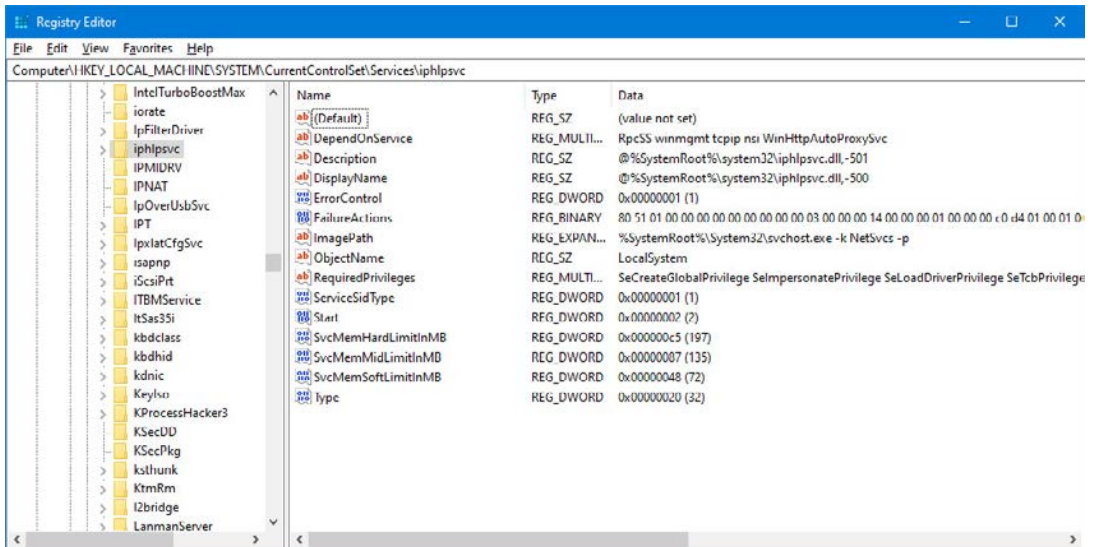 Registry Editor
File Edit View Favorites Help
Computer\HKEY_LOCAL_MACHINE\SYSTEM\CurrentControlSet\Services\iphlpsvc
IntelTurboBoostMax
iorate
IpFilterDriver
iphlpsvc
IPMIDRV
IPNAT
IpOverUsbSvc
IPT
IpxlatCfgSvc
isapnp
iScsiPrt
ITBMService
ItSas35i
kbdclass
kbdhid
kdnic
KeyIso
KProcessHacker3
KSecDD
KSecPkg
ksthunk
KtmRm
l2bridge
LanmanServer
Name Type Data
(Default) REG_SZ (value not set)
DependOnService REG_MULTI... RpcSS winmgmt tcpip nsi WinHttpAutoProxySvc
Description REG_SZ @%SystemRoot%\system32\iphlpsvc.dll,-501
DisplayName REG_SZ @%SystemRoot%\system32\iphlpsvc.dll,-500
ErrorControl REG_DWORD 0x00000001 (1)
FailureActions REG_BINARY 80 51 01 00 00 00 00 00 00 00 00 00 03 00 00 00 14 00 00 00 01 00 00 00 c0 d4 01 00 01 0
ImagePath REG_EXPAN... %SystemRoot%\System32\svchost.exe -k NetSvcs -p
ObjectName REG_SZ LocalSystem
RequiredPrivileges REG_MULTI... SeCreateGlobalPrivilege SeImpersonatePrivilege SeLoadDriverPrivilege SeTcbPrivilege
ServiceSidType REG_DWORD 0x00000001 (1)
Start REG_DWORD 0x00000002 (2)
SvcMemHardLimitInMB REG_DWORD 0x000000c5 (197)
SvcMemMidLimitInMB REG_DWORD 0x00000087 (135)
SvcMemSoftLimitInMB REG_DWORD 0x00000048 (72)
Type REG_DWORD 0x00000020 (32)